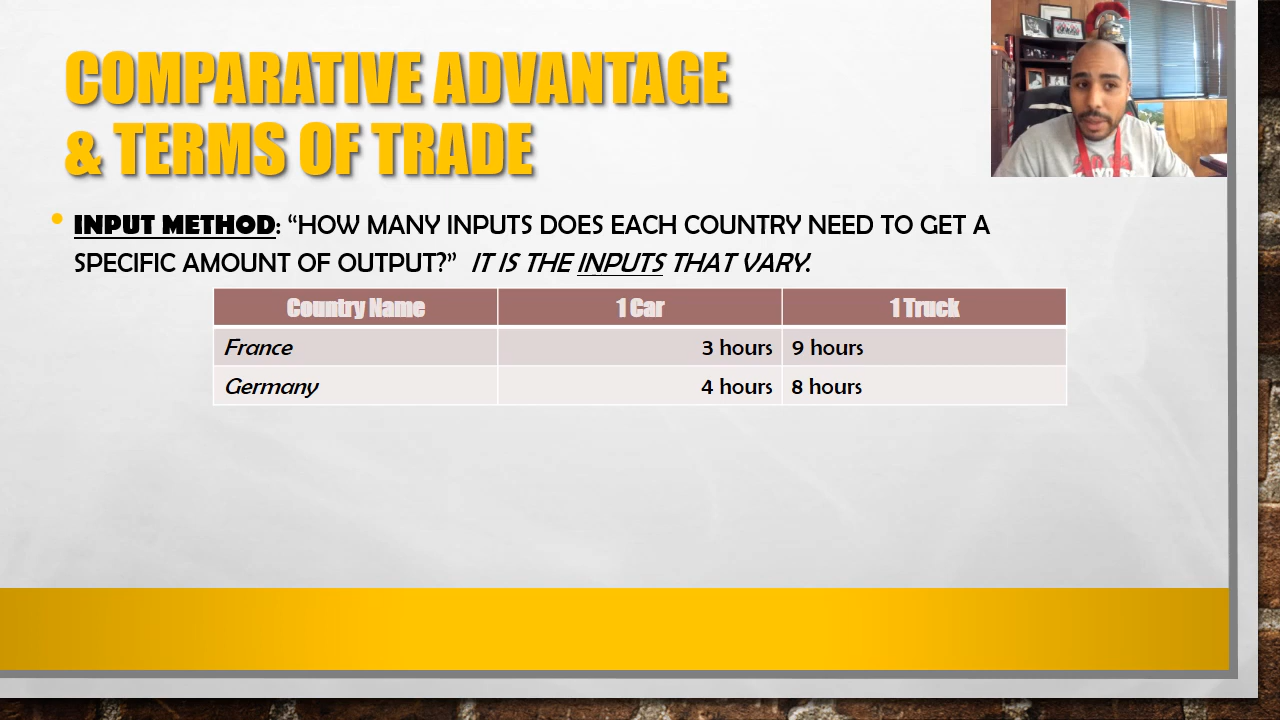 COMPARATIVE ADVANTAGE
& TERMS OF TRADE
INPUT METHOD: “HOW MANY INPUTS DOES EACH COUNTRY NEED TO GET A
SPECIFIC AMOUNT OF OUTPUT?” IT IS THE INPUTS THAT VARY.
Country Name 1 Car 1 Truck
France 3 hours 9 hours
Germany 4 hours 8 hours